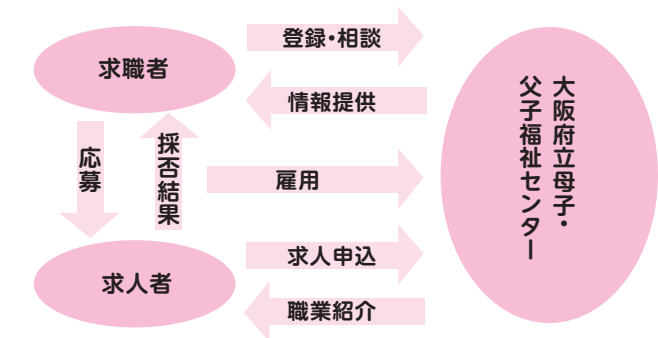 求職者
登録・相談
情報提供
応募
採否結果
雇用
求人者
求人申込
職業紹介
大阪府立母子・
父子福祉センター